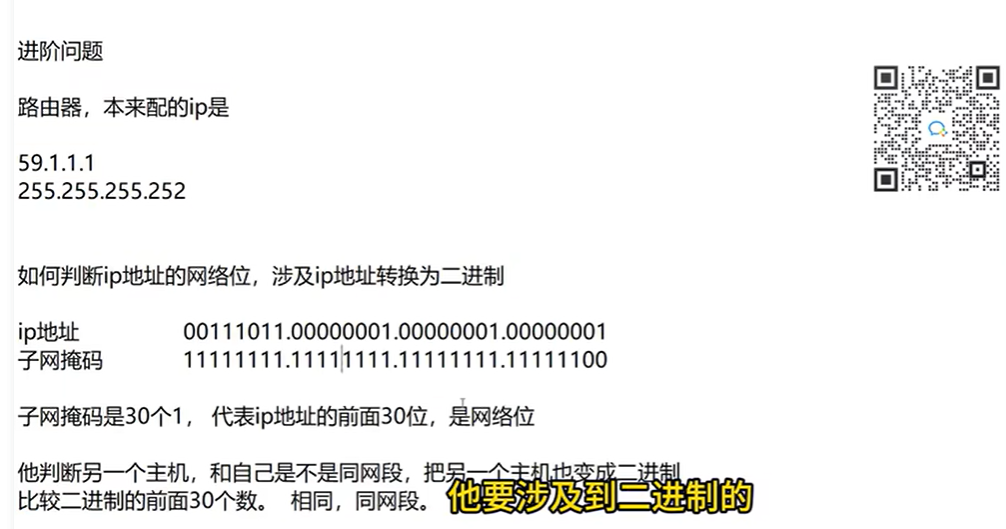 进阶问题
路由器，本来配的ip是
59.1.1.1
255.255.255.252
如何判断ip地址的网络位，涉及ip地址转换为二进制
ip地址 00111011.00000001.00000001.00000001
子网掩码 11111111.11111111.11111111.11111100
子网掩码是30个1， 代表ip地址的前面30位，是网络位
他判断另一个主机，和自己是不是同网段，把另一个主机也变成二进制
比较二进制的前面30个数。 相同，同网段。
他要涉及到二进制的